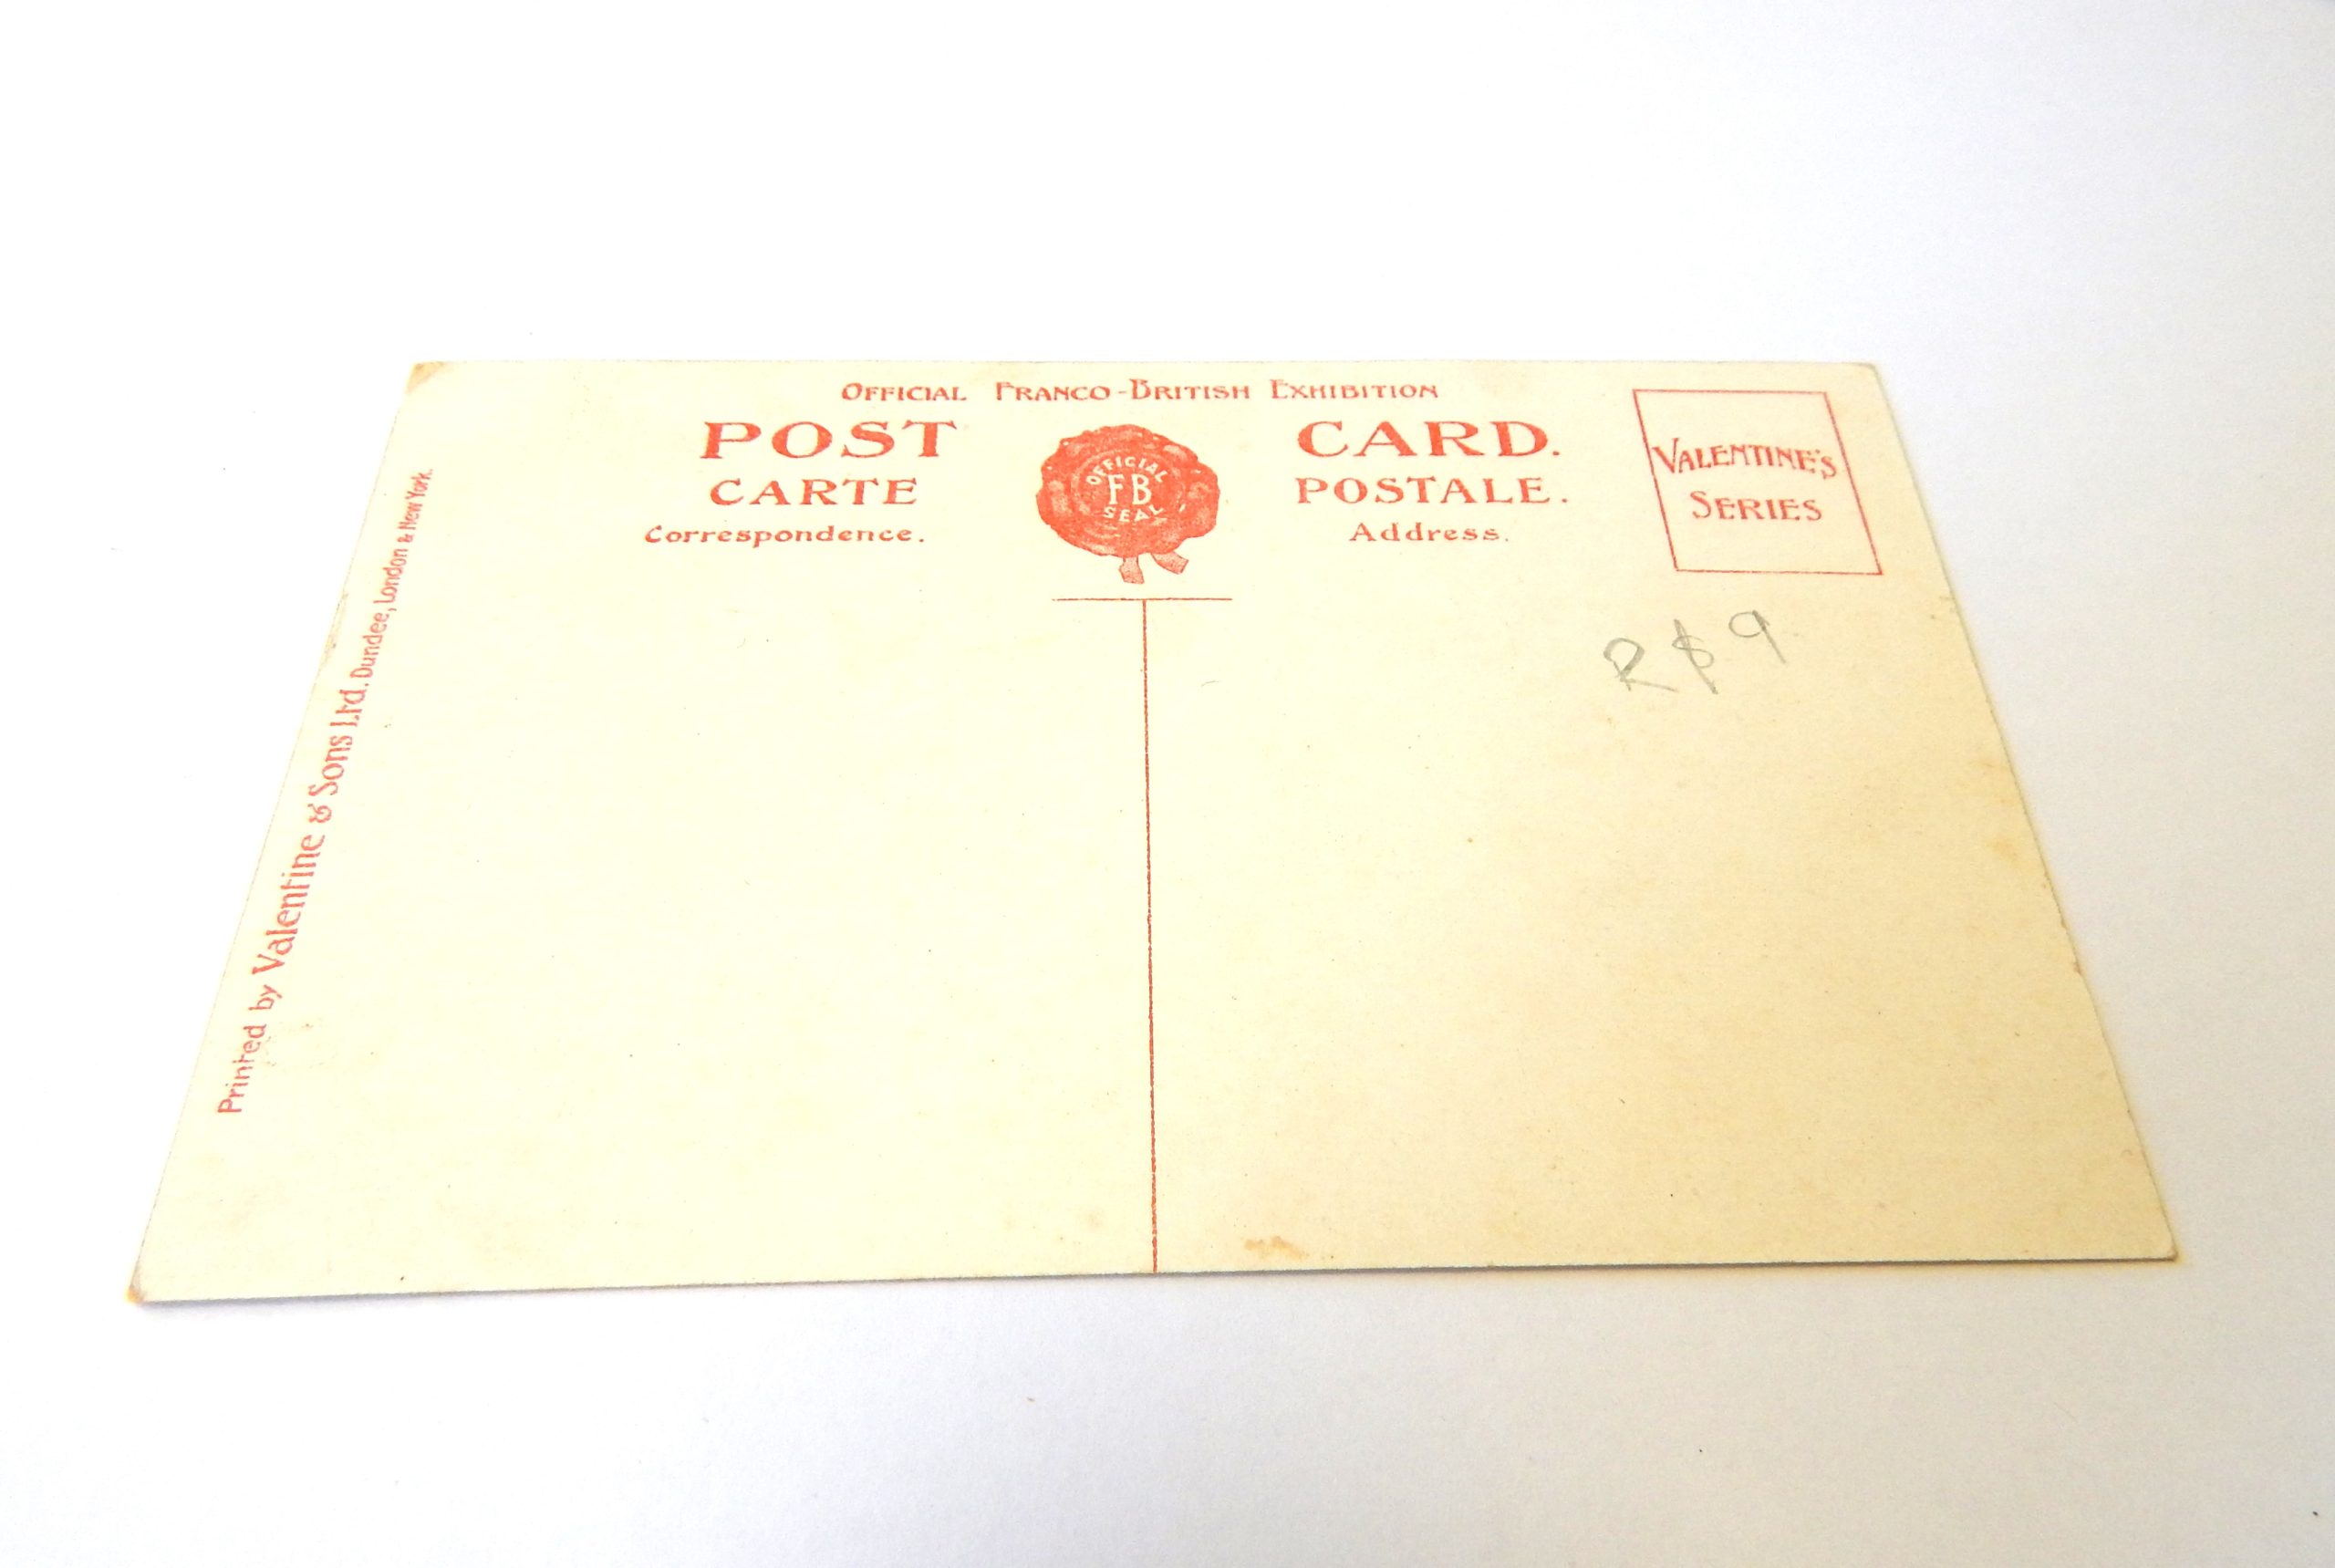 OFFICIAL FRANCO-BRITISH EXHIBITION
POST CARD.
CARTE POSTALE.
Correspondence. Address.
OFFICIAL
FB
SEAL
VALENTINE'S
SERIES
R$9
Printed by Valentine & Sons Ltd. Dundee, London & New York.